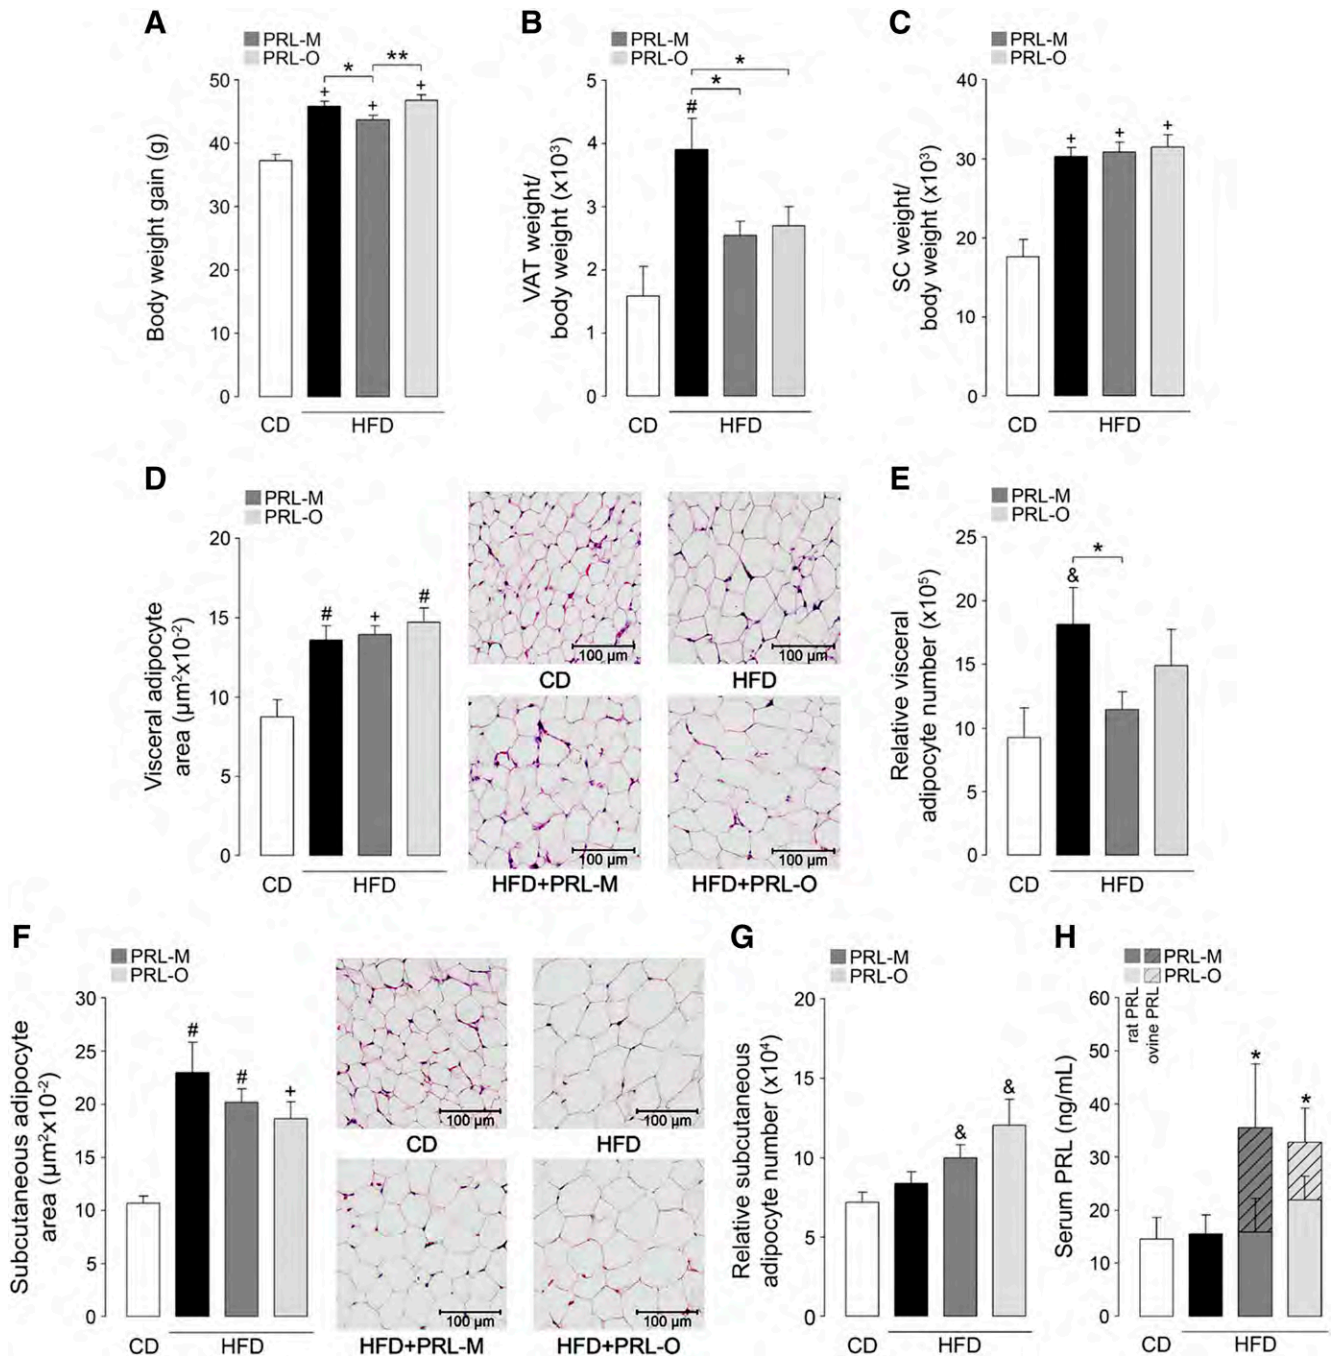 A
PRL-M
PRL-O
*
**
+
+
+
Body weight gain (g)
50
40
30
20
10
0
CD
HFD
B
PRL-M
PRL-O
*
*
#
VAT weight/
body weight (x10³)
5
4
3
2
1
0
CD
HFD
C
PRL-M
PRL-O
+
+
+
SC weight/
body weight (x10³)
40
30
20
10
0
CD
HFD
D
PRL-M
PRL-O
#
+
#
Visceral adipocyte
area (µm²x10⁻²)
20
15
10
5
0
CD
HFD
100 µm
CD
100 µm
HFD
100 µm
HFD+PRL-M
100 µm
HFD+PRL-O
E
PRL-M
PRL-O
*
&
Relative visceral
adipocyte number (x10⁵)
25
20
15
10
5
0
CD
HFD
F
PRL-M
PRL-O
#
#
+
Subcutaneous adipocyte
area (µm²x10⁻²)
30
25
20
15
10
5
0
CD
HFD
100 µm
CD
100 µm
HFD
100 µm
HFD+PRL-M
100 µm
HFD+PRL-O
G
PRL-M
PRL-O
&
&
Relative subcutaneous
adipocyte number (x10⁴)
20
15
10
5
0
CD
HFD
H
PRL-M
PRL-O
rat PRL
ovine PRL
*
*
Serum PRL (ng/mL)
60
50
40
30
20
10
0
CD
HFD